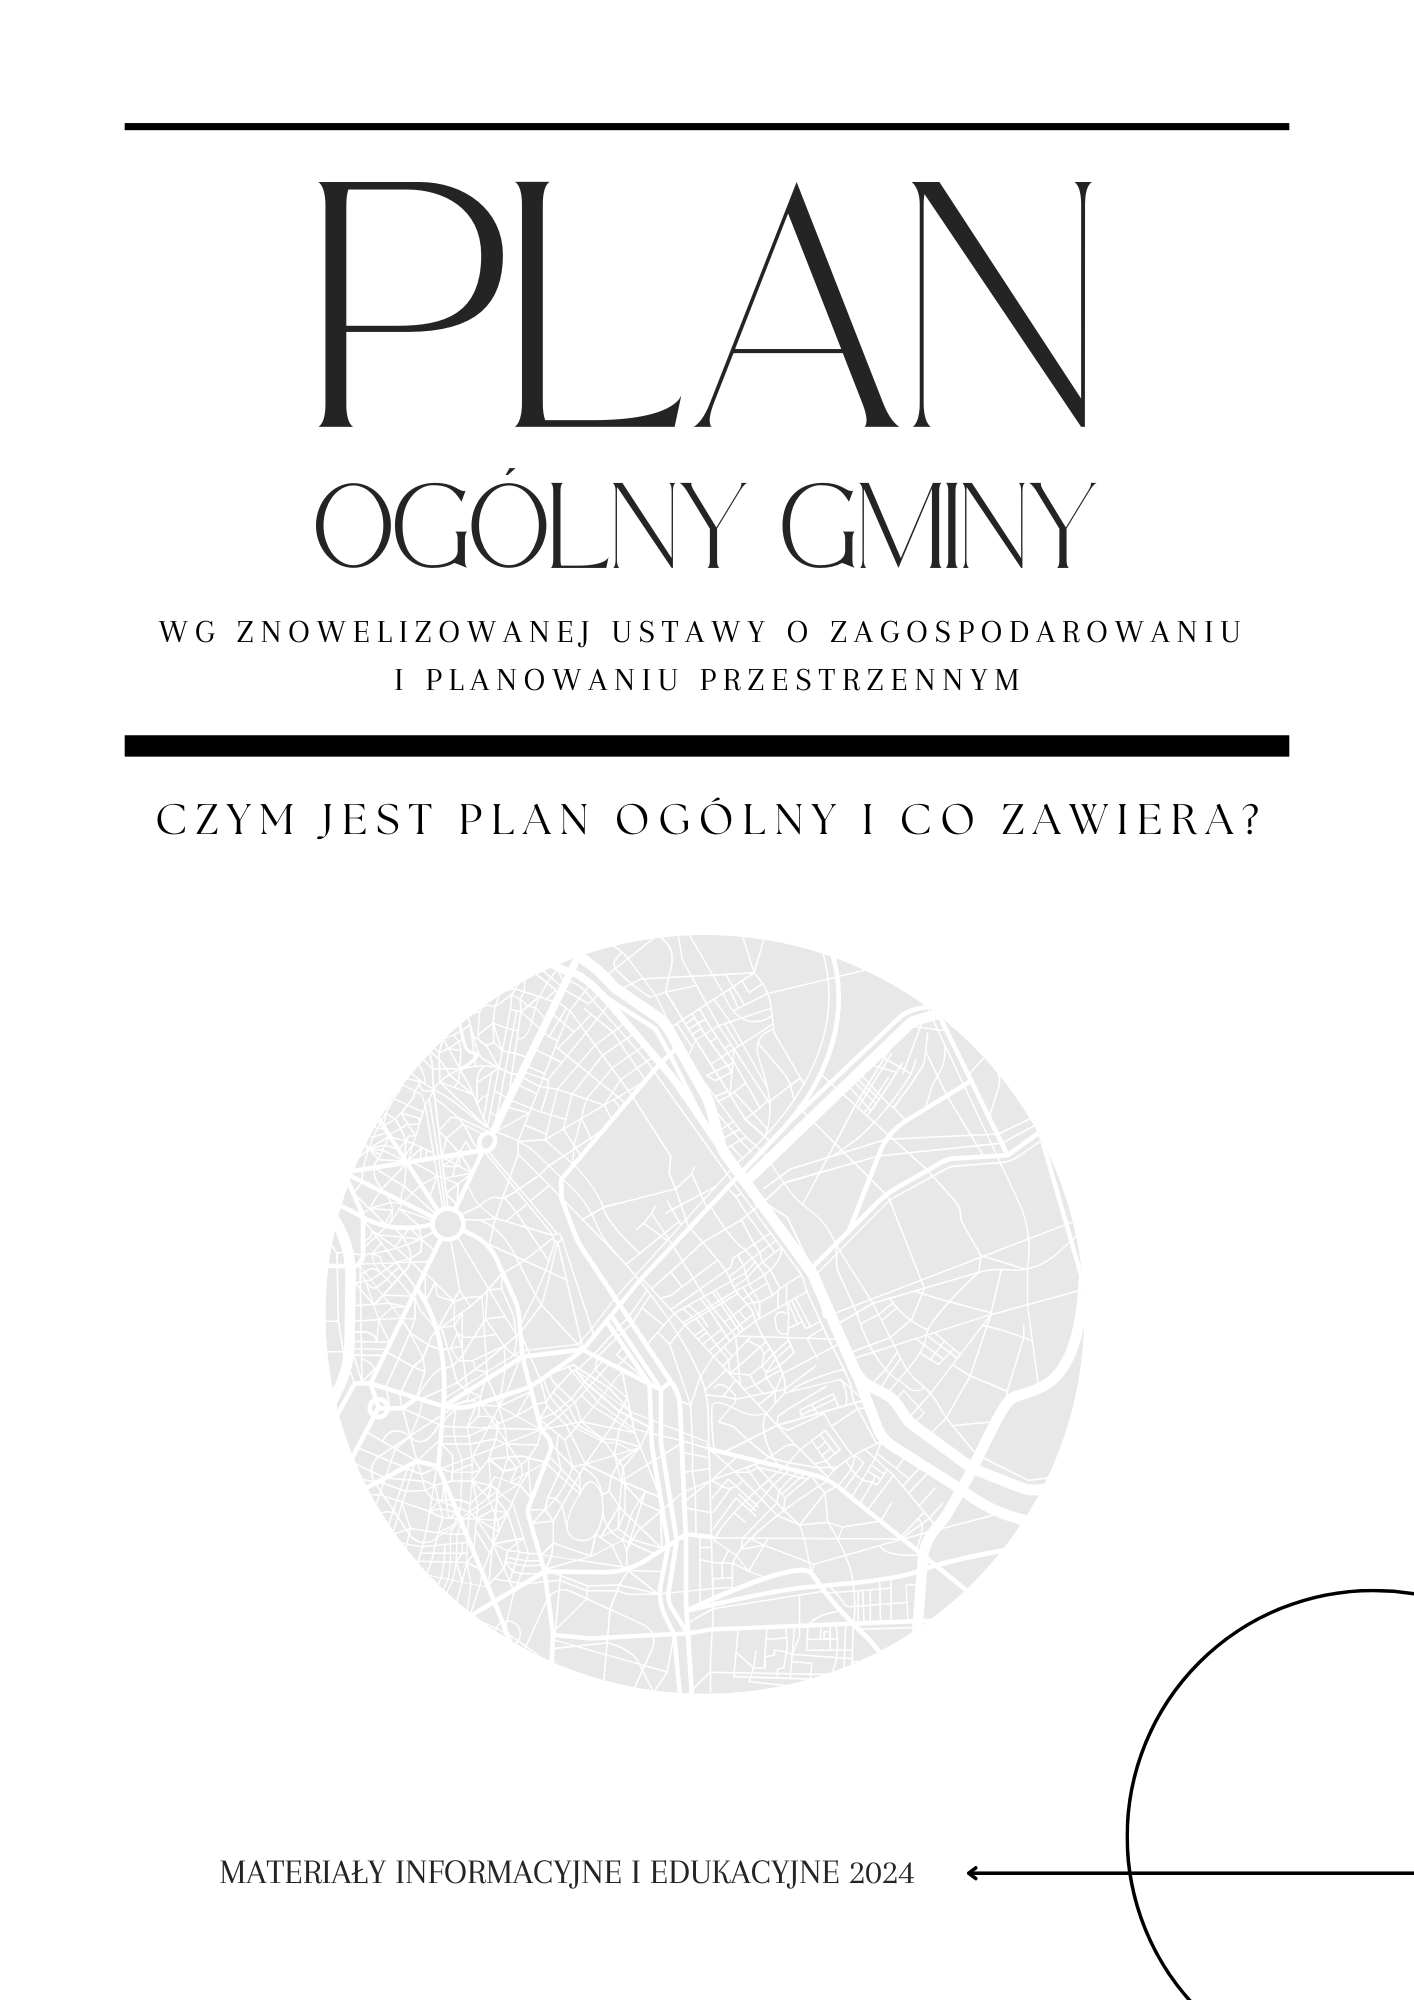 PLAN
OGÓLNY GMINY
WG ZNOWELIZOWANEJ USTAWY O ZAGOSPODAROWANIU
I PLANOWANIU PRZESTRZENNYM
CZYM JEST PLAN OGÓLNY I CO ZAWIERA?
MATERIAŁY INFORMACYJNE I EDUKACYJNE 2024